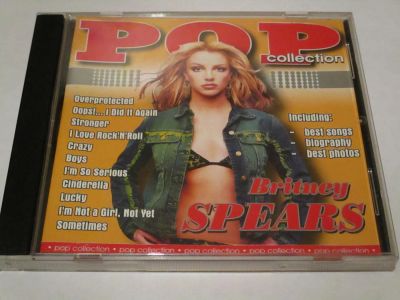 POP
collection
Overprotected
Oops!... I Did It Again
Stronger
I Love Rock'N'Roll
Crazy
Boys
I'm So Serious
Cinderella
Lucky
I'm Not a Girl, Not Yet
Sometimes
Including:
- best songs
- biography
- best photos
Britney
SPEARS
• pop collection • pop collection • pop collection • pop collection • pop collection •